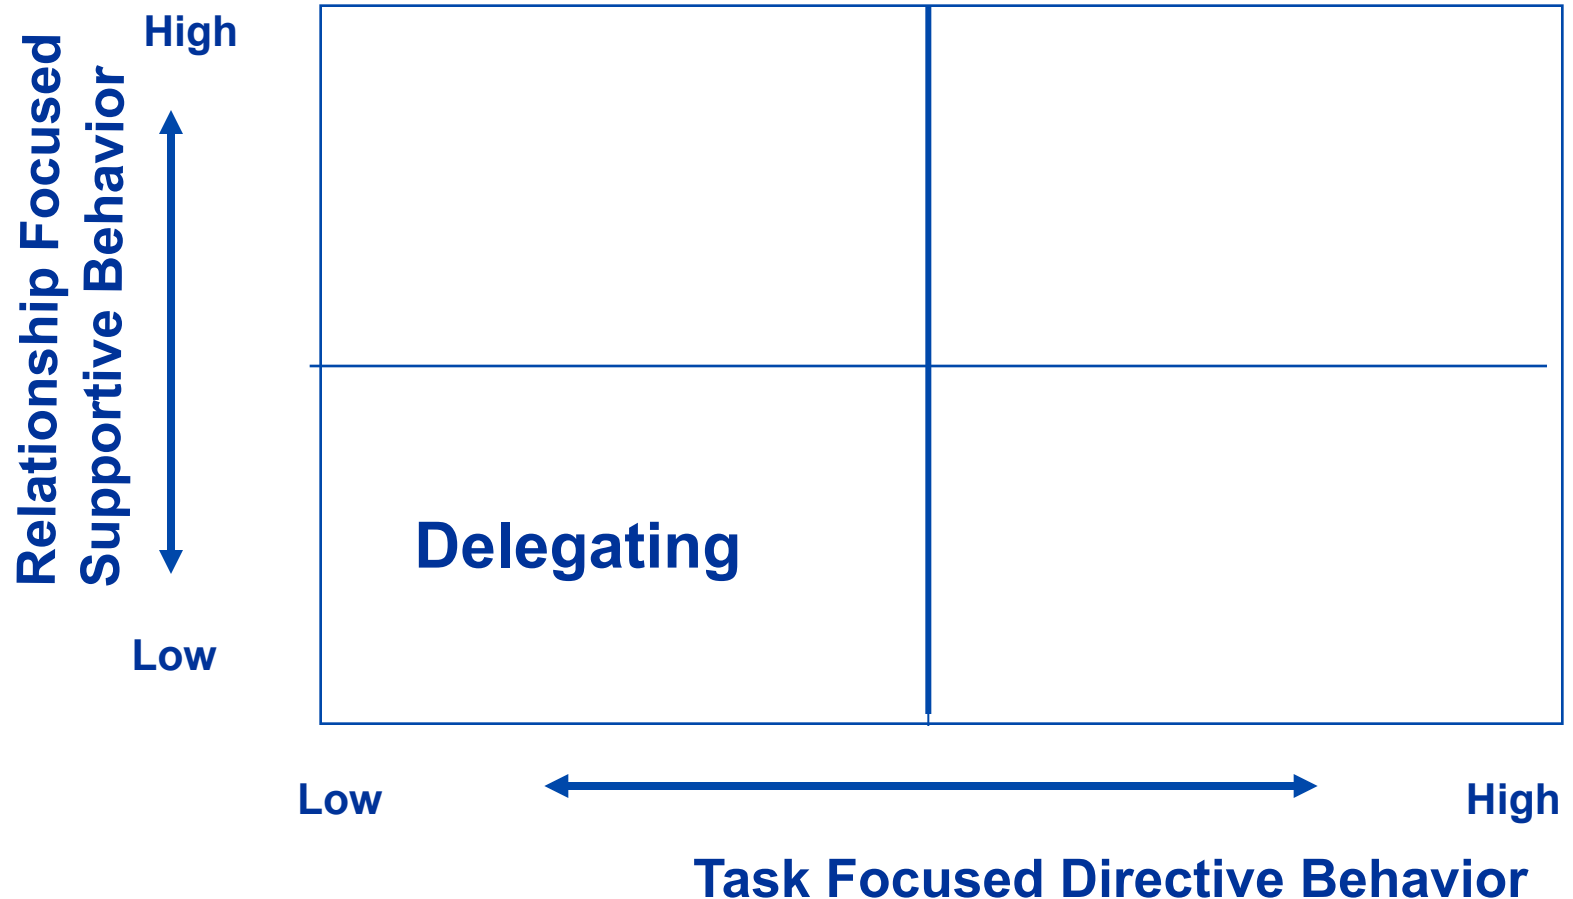 High
Relationship Focused
Supportive Behavior
Low
Delegating
Low
High
Task Focused Directive Behavior